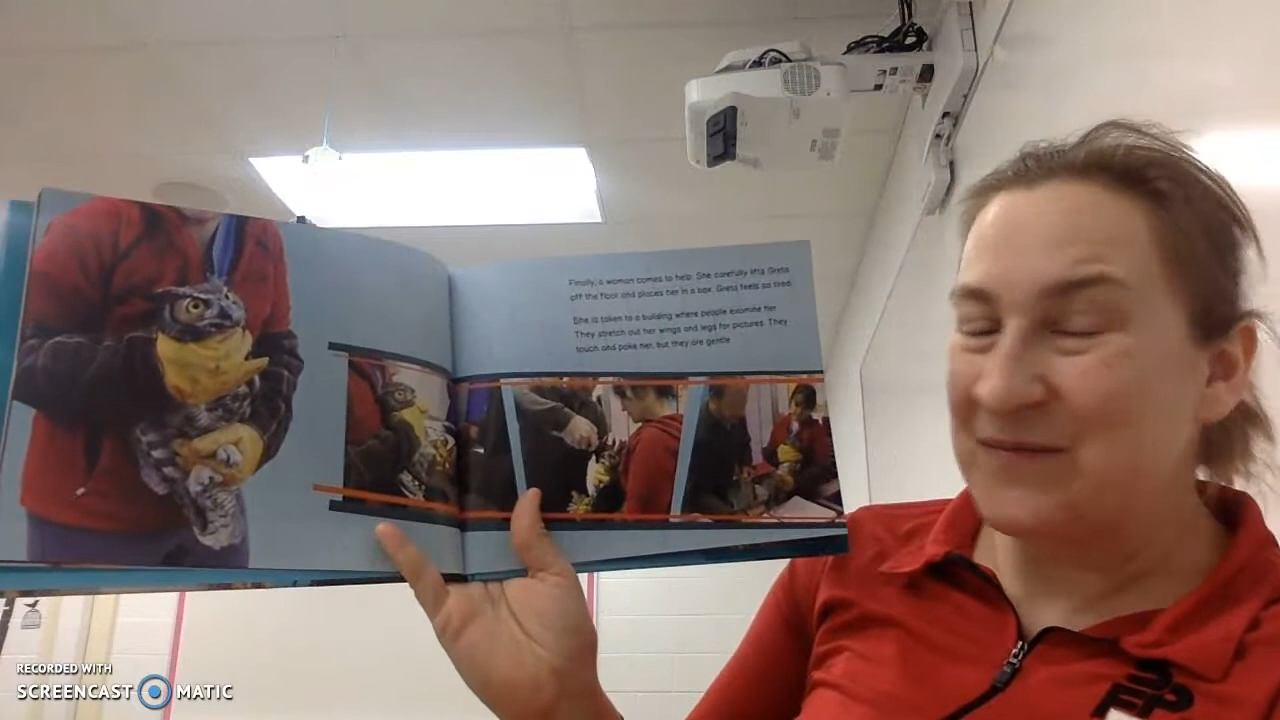 Finally, a woman comes to help. She carefully lifts Greta
off the floor and places her in a box. Greta feels so tired.
She is taken to a building where people examine her.
They stretch out her wings and legs for pictures. They
touch and poke her, but they are gentle.
RECORDED WITH
SCREENCAST MATIC